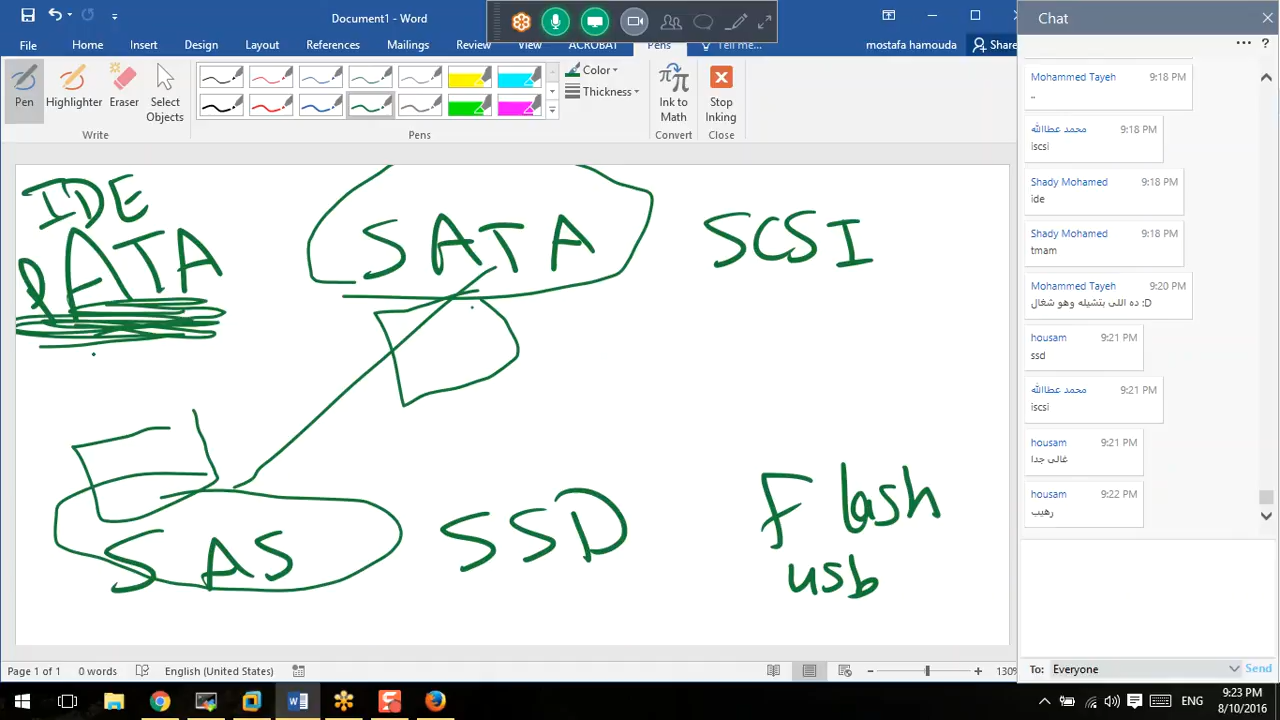 Document1 - Word
mostafa hamouda
Share
File
Home
Insert
Design
Layout
References
Mailings
Review
View
ACROBAT
Pens
Tell me...
Pen
Highlighter
Eraser
Select Objects
Color
Thickness
Ink to Math
Stop Inking
Write
Pens
Convert
Close
IDE
PATA
SATA
SCSI
SAS
SSD
Flash
usb
Chat
Mohammed Tayeh 9:18 PM
..
محمد عطاالله 9:18 PM
iscsi
Shady Mohamed 9:18 PM
ide
Shady Mohamed 9:18 PM
tmam
Mohammed Tayeh 9:20 PM
ده اللى بنشيله وهو شغال :D
housam 9:21 PM
ssd
محمد عطاالله 9:21 PM
iscsi
housam 9:21 PM
غالى جدا
housam 9:22 PM
رهيب
To: Everyone
Send
Page 1 of 1
0 words
English (United States)
130%
ENG
9:23 PM
8/10/2016